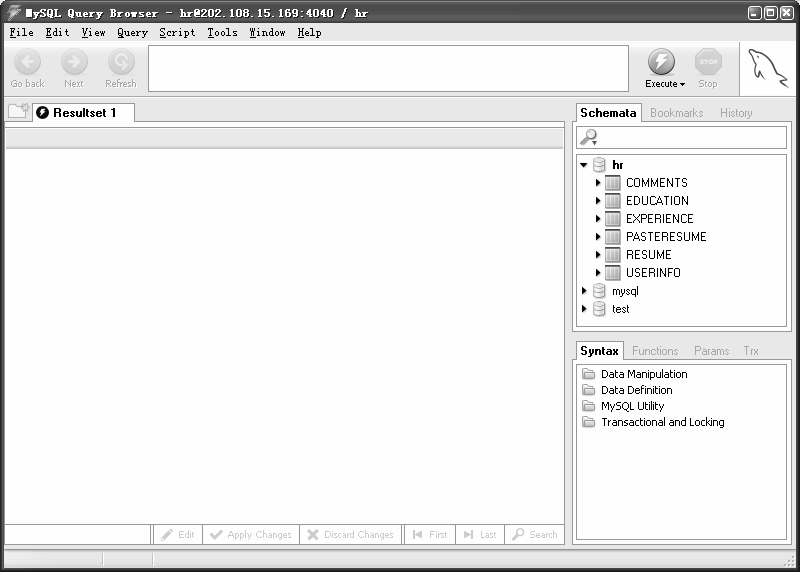 MySQL Query Browser - hr@202.108.15.169:4040 / hr
File Edit View Query Script Tools Window Help
Go back Next Refresh Execute Stop
STOP
Resultset 1
Schemata Bookmarks History
hr
COMMENTS
EDUCATION
EXPERIENCE
PASTERESUME
RESUME
USERINFO
mysql
test
Syntax Functions Params Trx
Data Manipulation
Data Definition
MySQL Utility
Transactional and Locking
Edit Apply Changes Discard Changes First Last Search